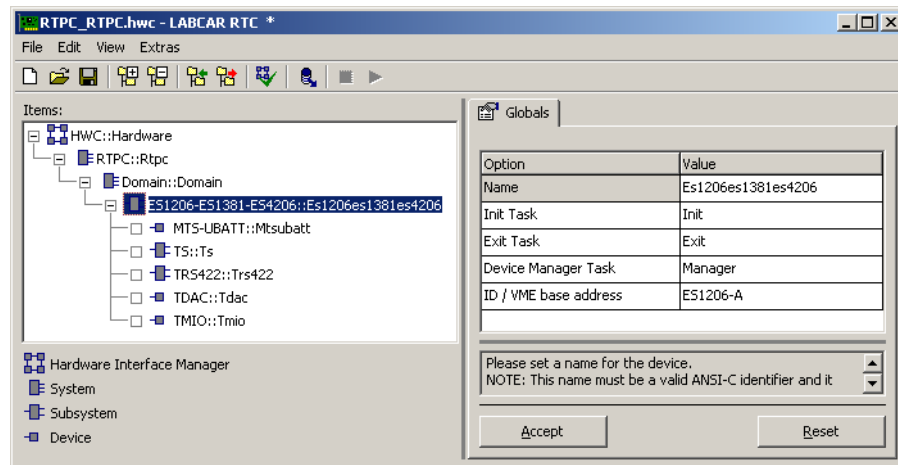 RTPC_RTPC.hwc - LABCAR RTC *
File Edit View Extras
Items:
HWC::Hardware
RTPC::Rtpc
Domain::Domain
ES1206-ES1381-ES4206::Es1206es1381es4206
MTS-UBATT::Mtsubatt
TS::Ts
TRS422::Trs422
TDAC::Tdac
TMIO::Tmio
Hardware Interface Manager
System
Subsystem
Device
Globals
Option Value
Name Es1206es1381es4206
Init Task Init
Exit Task Exit
Device Manager Task Manager
ID / VME base address ES1206-A
Please set a name for the device.
NOTE: This name must be a valid ANSI-C identifier and it
Accept Reset